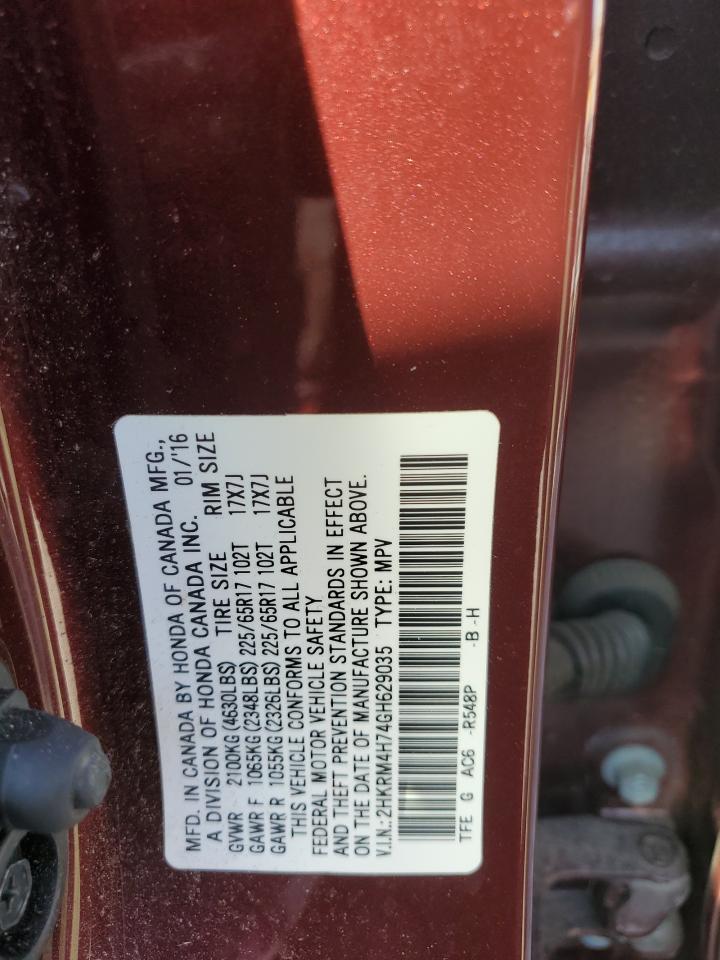 MFD. IN CANADA BY HONDA OF CANADA MFG.,
A DIVISION OF HONDA CANADA INC. 01/'16
TIRE SIZE RIM SIZE
GVWR 2100KG (4630LBS)
GAWR F 1065KG (2348LBS) 225/65R17 102T 17X7J
GAWR R 1055KG (2326LBS) 225/65R17 102T 17X7J
THIS VEHICLE CONFORMS TO ALL APPLICABLE
FEDERAL MOTOR VEHICLE SAFETY
AND THEFT PREVENTION STANDARDS IN EFFECT
ON THE DATE OF MANUFACTURE SHOWN ABOVE.
V.I.N.:2HKRM4H74GH629035 TYPE: MPV
TFE G AC6 -R548P -B -H